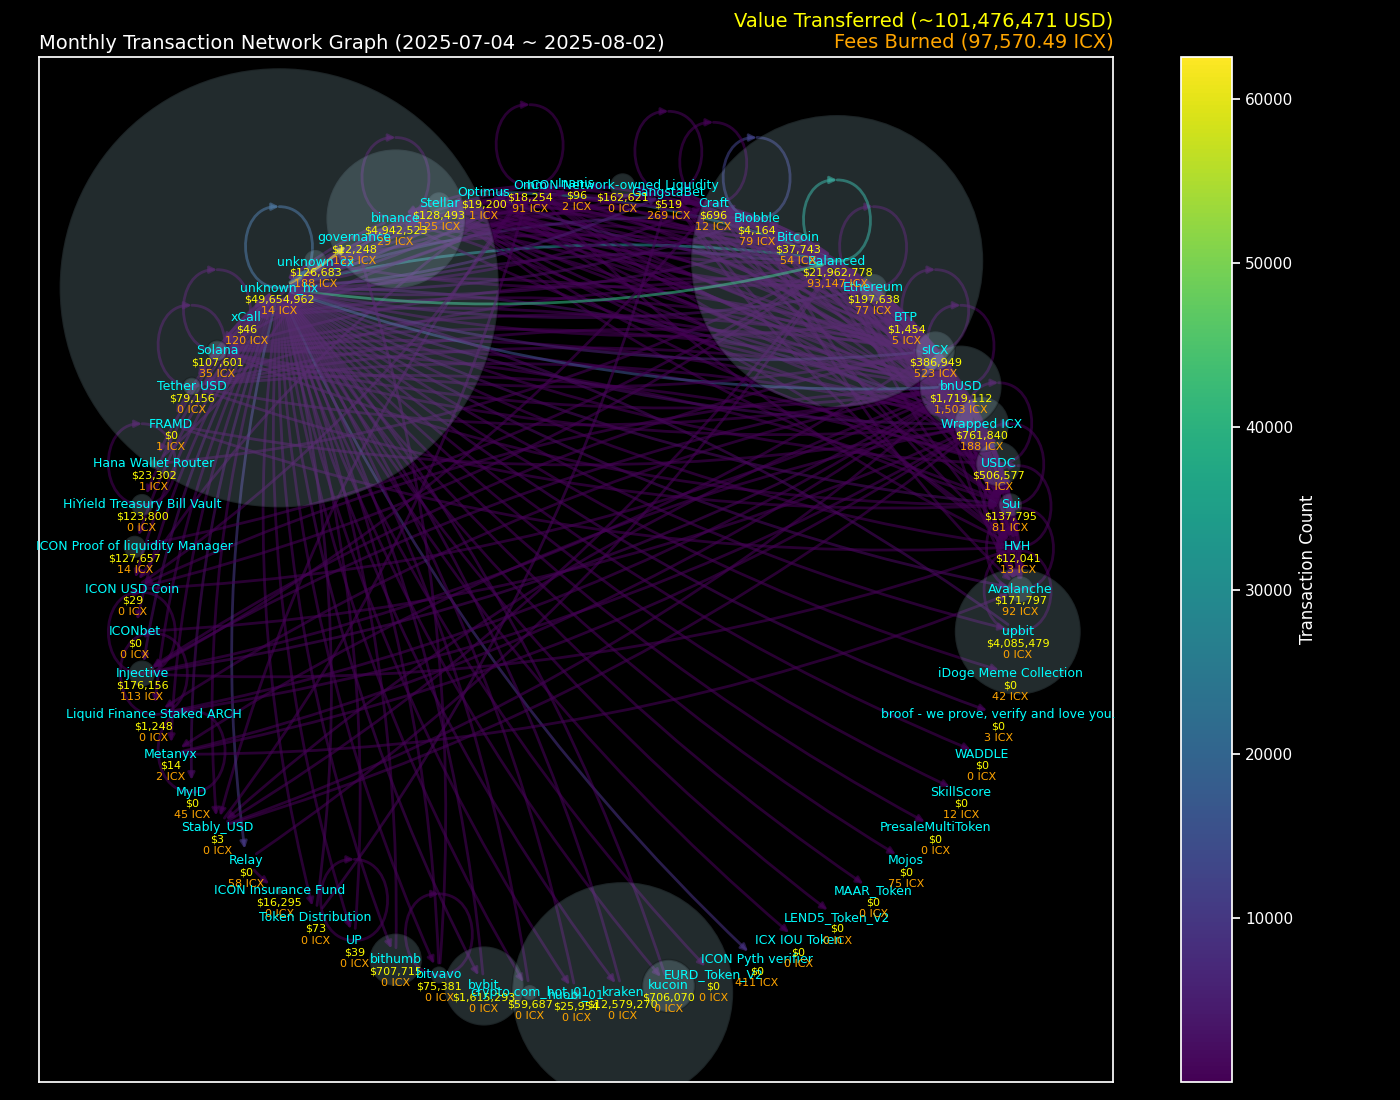 Value Transferred (~101,476,471 USD)
Monthly Transaction Network Graph (2025-07-04 ~ 2025-08-02)
Fees Burned (97,570.49 ICX)
Inanis
$96
2 ICX
ICON Network-owned Liquidity
$162,621
0 ICX
Omm
$18,254
91 ICX
GangstaBet
$519
269 ICX
Optimus
$19,200
1 ICX
Craft
$696
12 ICX
Stellar
$128,493
125 ICX
Blobble
$4,164
79 ICX
binance
$4,942,523
Bitcoin
$37,743
54 ICX
governance
$12,248
Balanced
$21,962,778
93,147 ICX
unknown_cx
$126,683
188 ICX
Ethereum
$197,638
77 ICX
unknown_hx
$49,654,962
14 ICX
BTP
$1,454
5 ICX
xCall
$46
120 ICX
sICX
$386,949
523 ICX
Solana
$107,601
35 ICX
bnUSD
$1,719,112
1,503 ICX
Tether USD
$79,156
0 ICX
Wrapped ICX
$761,840
188 ICX
FRAMD
$0
1 ICX
USDC
$506,577
1 ICX
Hana Wallet Router
$23,302
1 ICX
Sui
$137,795
81 ICX
HiYield Treasury Bill Vault
$123,800
0 ICX
HVH
$12,041
13 ICX
ICON Proof of liquidity Manager
$127,657
14 ICX
Avalanche
$171,797
92 ICX
ICON USD Coin
$29
0 ICX
upbit
$4,085,479
0 ICX
ICONbet
$0
0 ICX
iDoge Meme Collection
$0
42 ICX
Injective
$176,156
113 ICX
broof - we prove, verify and love you
$0
3 ICX
Liquid Finance Staked ARCH
$1,248
0 ICX
WADDLE
$0
0 ICX
Metanyx
$14
2 ICX
SkillScore
$0
12 ICX
MyID
$0
45 ICX
PresaleMultiToken
$0
0 ICX
Stably_USD
$3
0 ICX
Mojos
$0
75 ICX
Relay
$0
58 ICX
MAAR_Token
$0
0 ICX
ICON Insurance Fund
$16,295
0 ICX
LEND5_Token_V2
$0
0 ICX
Token Distribution
$73
0 ICX
ICX IOU Token
$0
0 ICX
UP
$39
0 ICX
ICON Pyth verifier
$0
411 ICX
bithumb
$707,715
0 ICX
EURD_Token_V2
$0
0 ICX
bitvavo
$75,381
0 ICX
kucoin
$706,070
0 ICX
bybit
$1,615,293
0 ICX
crypto.com_hot_01
$59,687
0 ICX
$25,954
0 ICX
kraken
$12,579,270
0 ICX
60000
50000
40000
30000
20000
10000
Transaction Count